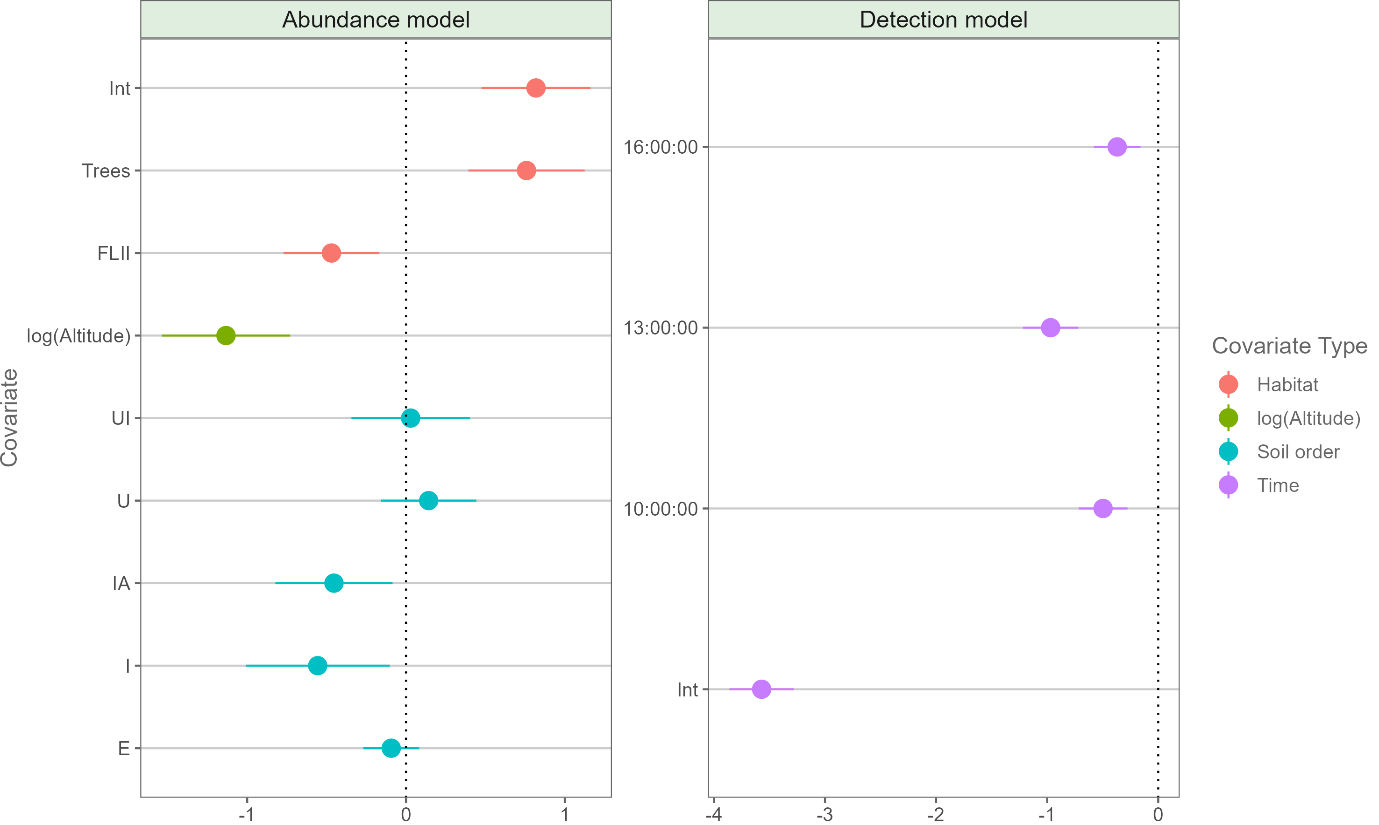 Abundance model
Detection model
Covariate
Int
Trees
FLII
log(Altitude)
UI
U
IA
I
E
-1
0
1
16:00:00
13:00:00
10:00:00
Int
-4
-3
-2
-1
0
Covariate Type
Habitat
log(Altitude)
Soil order
Time